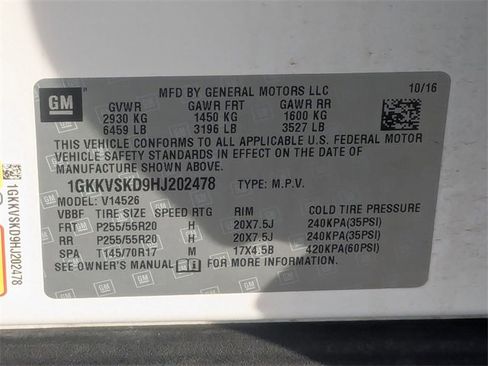 GM
MFD BY GENERAL MOTORS LLC
10/16
GVWR GAWR FRT GAWR RR
2930 KG 1450 KG 1600 KG
6459 LB 3196 LB 3527 LB
THIS VEHICLE CONFORMS TO ALL APPLICABLE U.S. FEDERAL MOTOR
VEHICLE SAFETY STANDARDS IN EFFECT ON THE DATE OF
MANUFACTURE SHOWN ABOVE.
1GKKVSKD9HJ202478 TYPE: M.P.V.
MODEL: V14526
VBBF TIRE SIZE SPEED RTG RIM COLD TIRE PRESSURE
FRT P255/55R20 H 20X7.5J 240KPA(35PSI)
RR P255/55R20 H 20X7.5J 240KPA(35PSI)
SPA T145/70R17 M 17X4.5B 420KPA(60PSI)
SEE OWNER'S MANUAL FOR MORE INFORMATION.
1GKKVSKD9HJ202478